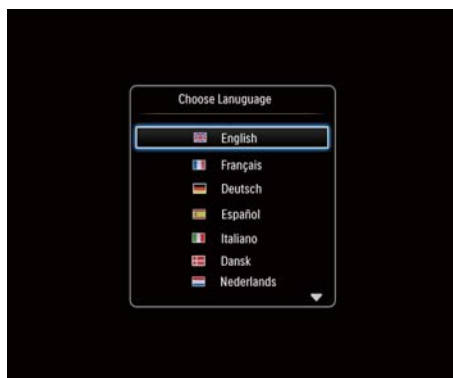 Choose Lanuguage
English
Français
Deutsch
Español
Italiano
Dansk
Nederlands